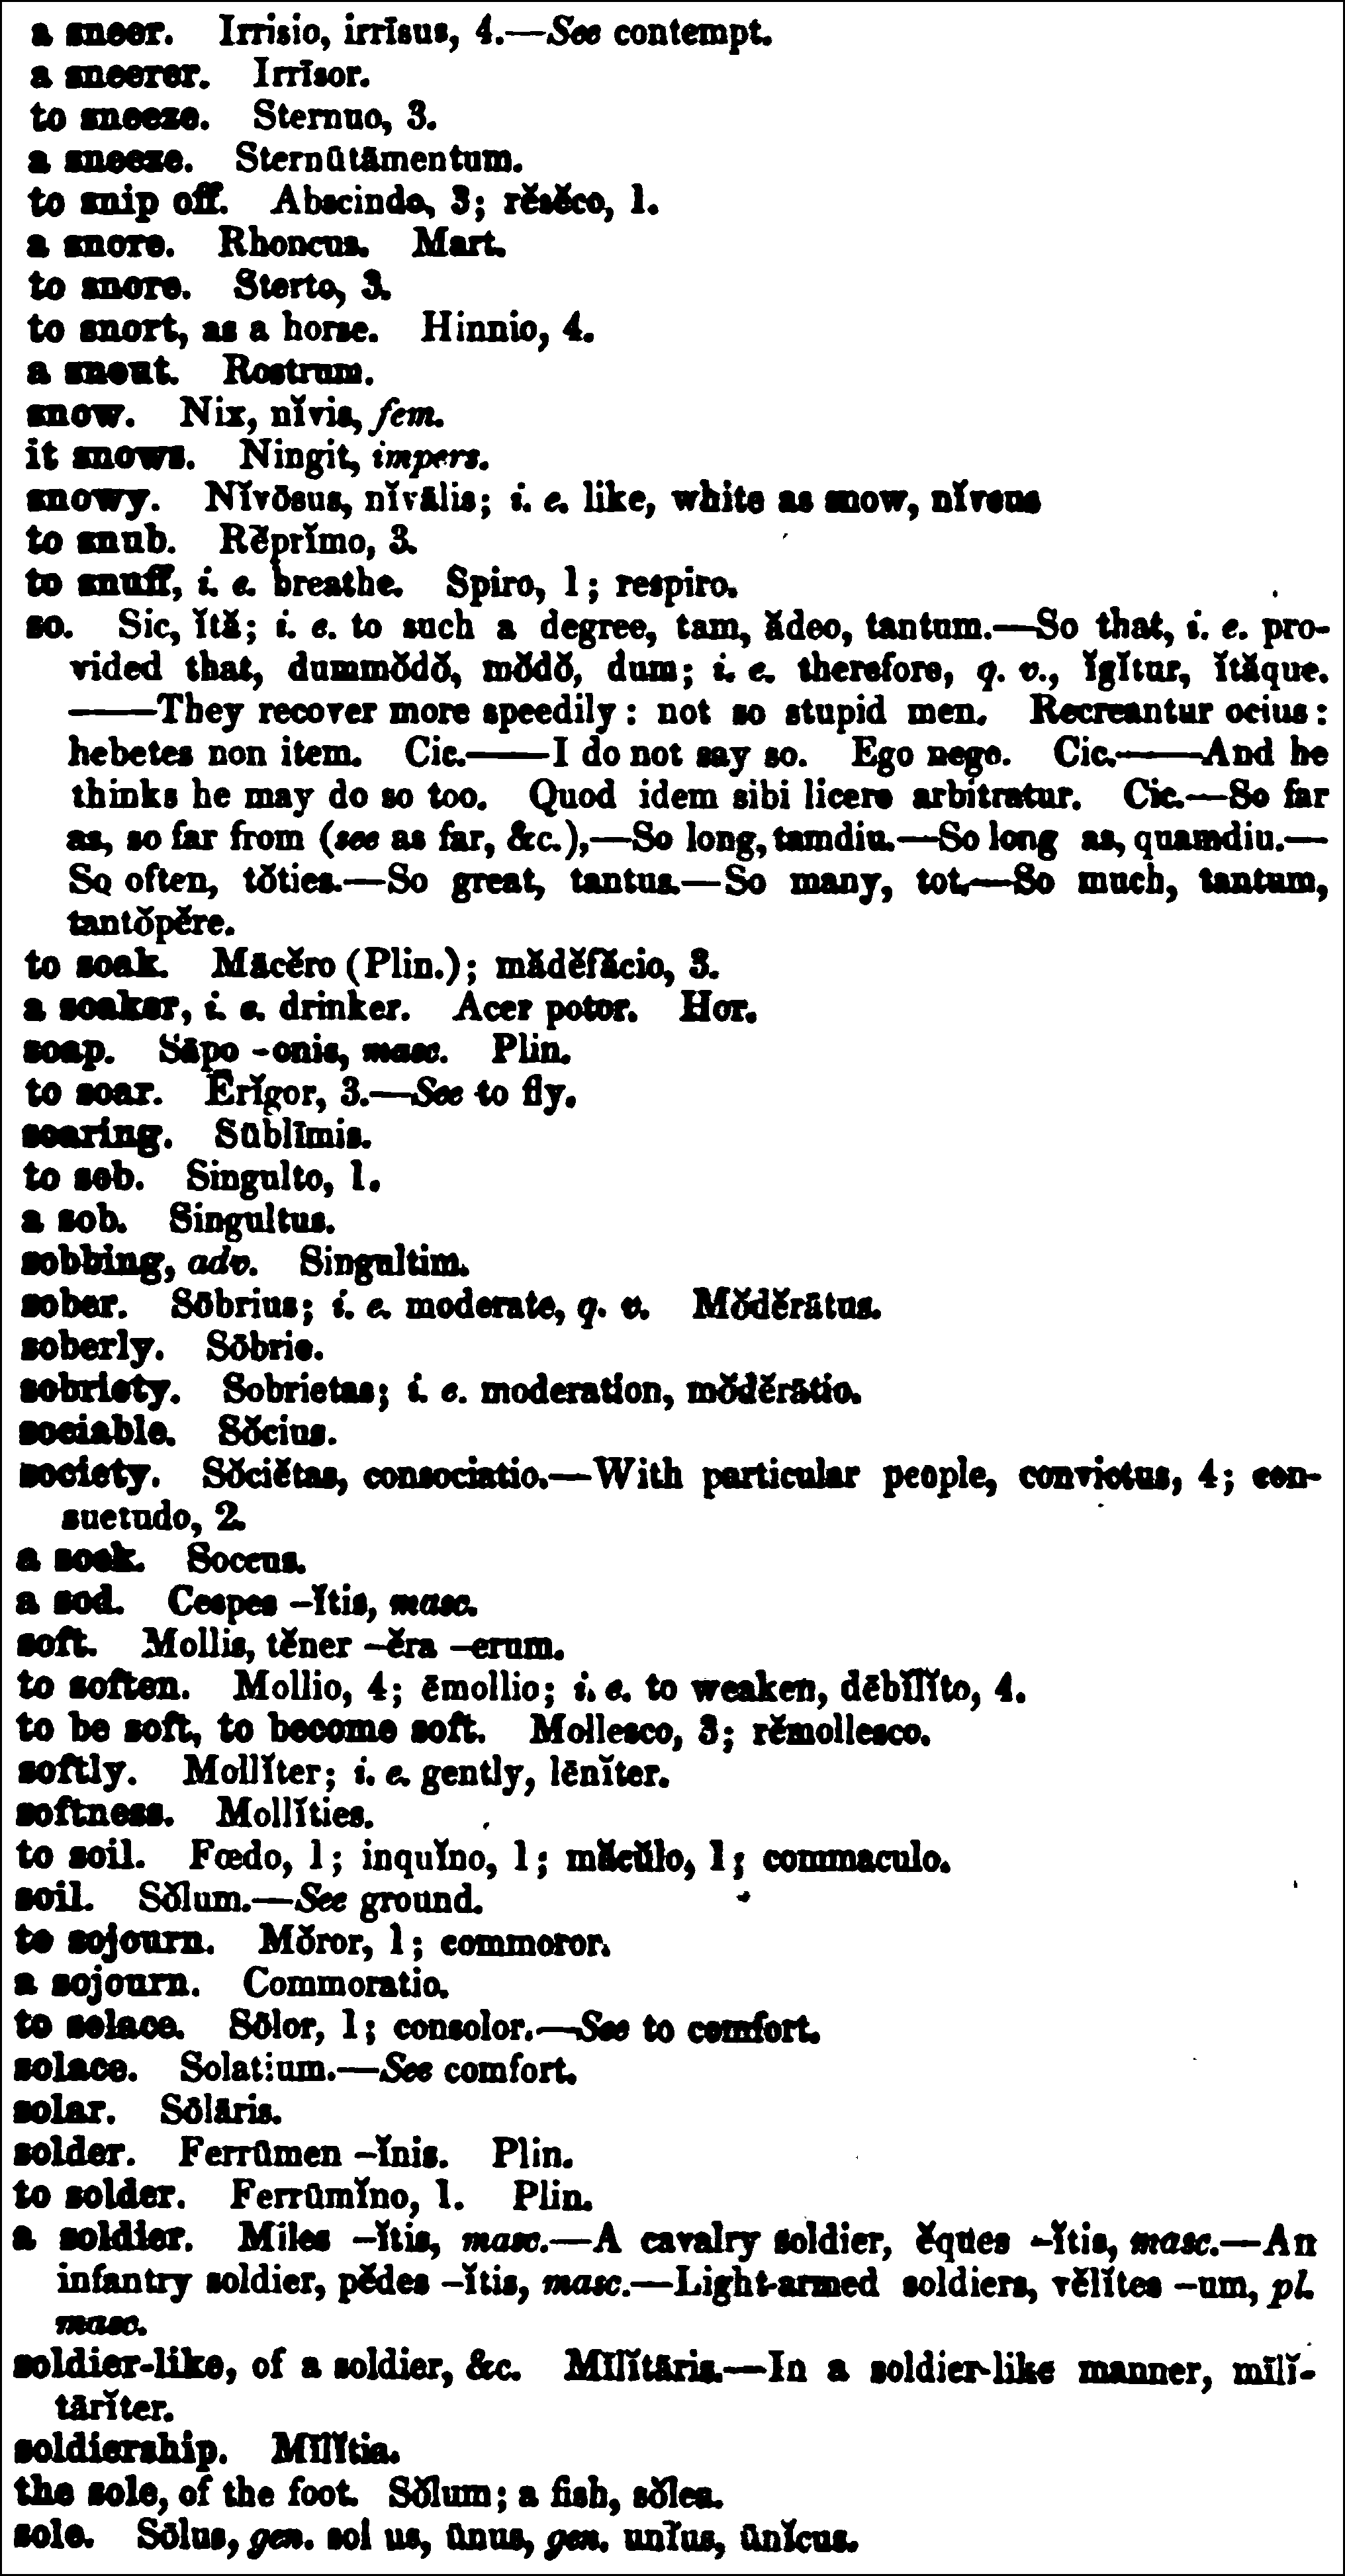 a sneer. Irrisio, irrīsus, 4.—See contempt.
a sneerer. Irrīsor.
to sneeze. Sternuo, 3.
a sneeze. Sternūtāmentum.
to snip off. Abscindo, 3; rĕsĕco, 1.
a snore. Rhoncus. Mart.
to snore. Sterto, 3.
to snort, as a horse. Hinnio, 4.
a snout. Rostrum.
snow. Nix, nĭvis, fem.
it snows. Ningit, impers.
snowy. Nĭvōsus, nĭvālis; i. e. like, white as snow, nĭveus
to snub. Rĕprĭmo, 3.
to snuff, i. e. breathe. Spiro, 1; respiro.
so. Sic, ĭtă; i. e. to such a degree, tam, ădeo, tantum.—So that, i. e. pro-
vided that, dummŏdŏ, mŏdŏ, dum; i. e. therefore, q. v., ĭgĭtur, ĭtăque.
——They recover more speedily: not so stupid men. Recreantur ocius:
hebetes non item. Cic.——I do not say so. Ego nego. Cic.——And he
thinks he may do so too. Quod idem sibi licere arbitratur. Cic.—So far
as, so far from (see as far, &c.),—So long, tamdiu.—So long as, quamdiu.—
So often, tŏties.—So great, tantus.—So many, tot.—So much, tantum,
tantŏpĕre.
to soak. Mācĕro (Plin.); mădĕfăcio, 3.
a soaker, i. e. drinker. Acer potor. Hor.
soap. Sāpo -onis, masc. Plin.
to soar. Ērĭgor, 3.—See to fly.
soaring. Sūblīmis.
to sob. Singulto, 1.
a sob. Singultus.
sobbing, adv. Singultim.
sober. Sōbrius; i. e. moderate, q. v. Mŏdĕrātus.
soberly. Sōbrie.
sobriety. Sobrietas; i. e. moderation, mŏdĕrātio.
sociable. Sŏcius.
society. Sŏciĕtas, consociatio.—With particular people, convictus, 4; con-
suetudo, 2.
a sock. Soccus.
a sod. Cespes –ĭtis, masc.
soft. Mollis, tĕner –ĕra –erum.
to soften. Mollio, 4; ēmollio; i. e. to weaken, dēbĭlĭto, 4.
to be soft, to become soft. Mollesco, 3; rĕmollesco.
softly. Mollĭter; i. e. gently, lēnĭter.
softness. Mollĭties.
to soil. Fœdo, 1; inquĭno, 1; măcŭlo, 1; commaculo.
soil. Sŏlum.—See ground.
to sojourn. Mŏror, 1; commoror.
a sojourn. Commoratio.
to solace. Sōlor, 1; consolor.—See to comfort.
solace. Solatium.—See comfort.
solar. Sōlāris.
solder. Ferrūmen –ĭnis. Plin.
to solder. Ferrūmĭno, 1. Plin.
a soldier. Miles –ĭtis, masc.—A cavalry soldier, ĕques –ĭtis, masc.—An
infantry soldier, pĕdes –ĭtis, masc.—Light-armed soldiers, vēlĭtes –um, pl.
masc.
soldier-like, of a soldier, &c. Mīlĭtāris.—In a soldier-like manner, mīlĭ-
tārĭter.
soldiership. Mīlĭtia.
the sole, of the foot. Sŏlum; a fish, sŏlea.
sole. Sōlus, gen. sol us, ūnus, gen. unĭus, ūnĭcus.